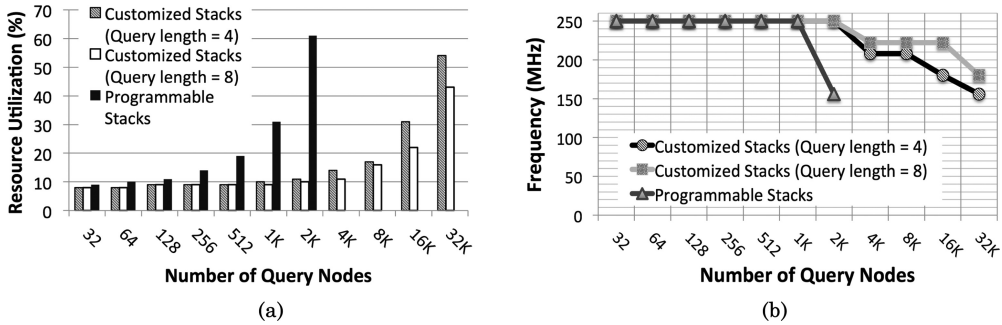 Resource Utilization (%)
70
60
50
40
30
20
10
0
Customized Stacks
(Query length = 4)
Customized Stacks
(Query length = 8)
Programmable
Stacks
32
64
128
256
512
1K
2K
4K
8K
16K
32K
Number of Query Nodes
(a)
Frequency (MHz)
250
200
150
100
250
50
0
Customized Stacks (Query length = 4)
Customized Stacks (Query length = 8)
Programmable Stacks
32
64
128
256
512
1K
2K
4K
8K
16K
32K
Number of Query Nodes
(b)